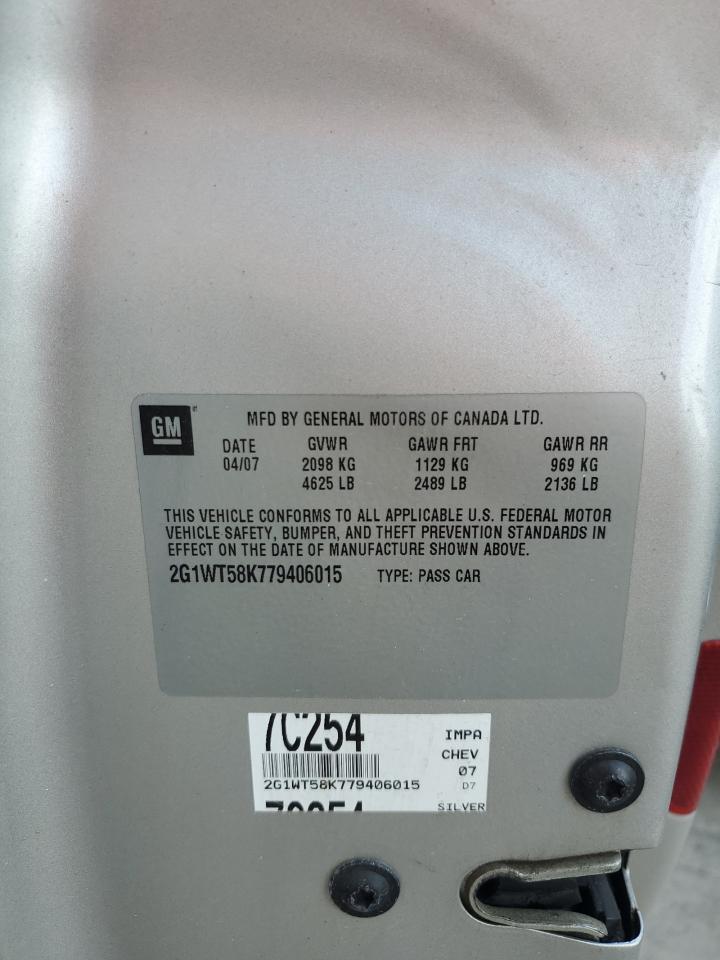 GM
MFD BY GENERAL MOTORS OF CANADA LTD.
DATE GVWR GAWR FRT GAWR RR
04/07 2098 KG 1129 KG 969 KG
4625 LB 2489 LB 2136 LB
THIS VEHICLE CONFORMS TO ALL APPLICABLE U.S. FEDERAL MOTOR
VEHICLE SAFETY, BUMPER, AND THEFT PREVENTION STANDARDS IN
EFFECT ON THE DATE OF MANUFACTURE SHOWN ABOVE.
2G1WT58K779406015 TYPE: PASS CAR
7C254 IMPA
CHEV
07
2G1WT58K779406015 D7
7C254 SILVER